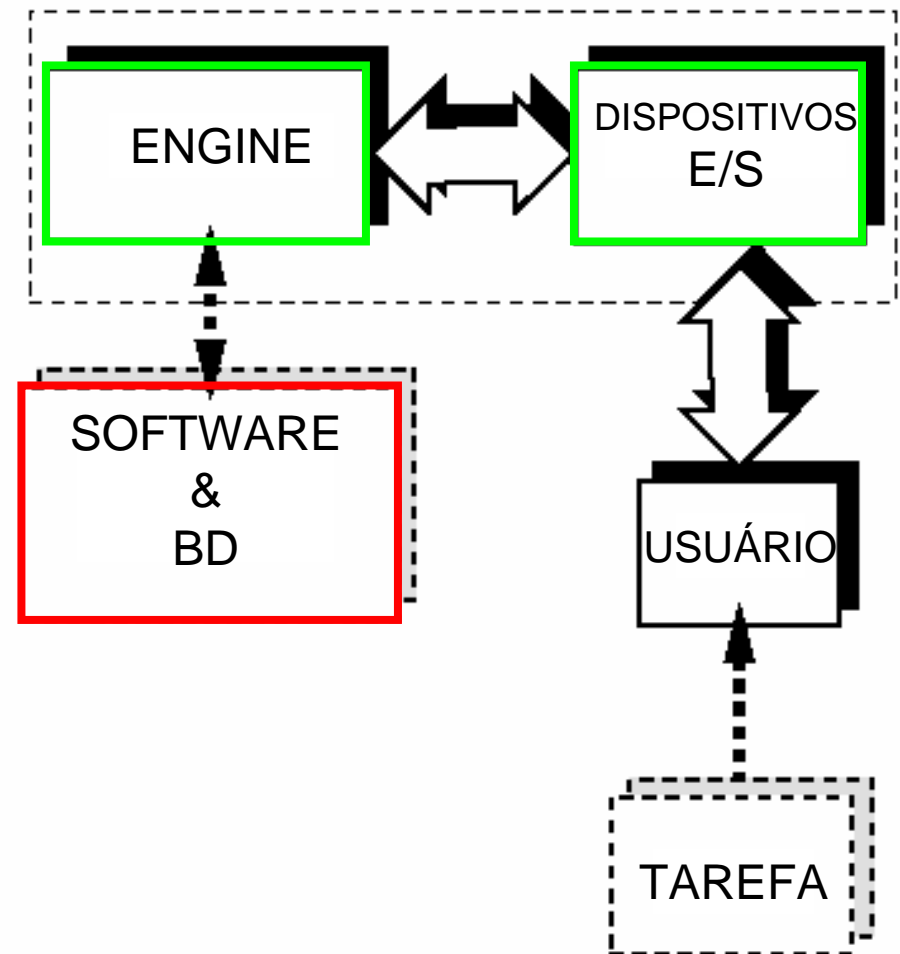 ENGINE
DISPOSITIVOS
E/S
SOFTWARE
&
BD
USUÁRIO
TAREFA